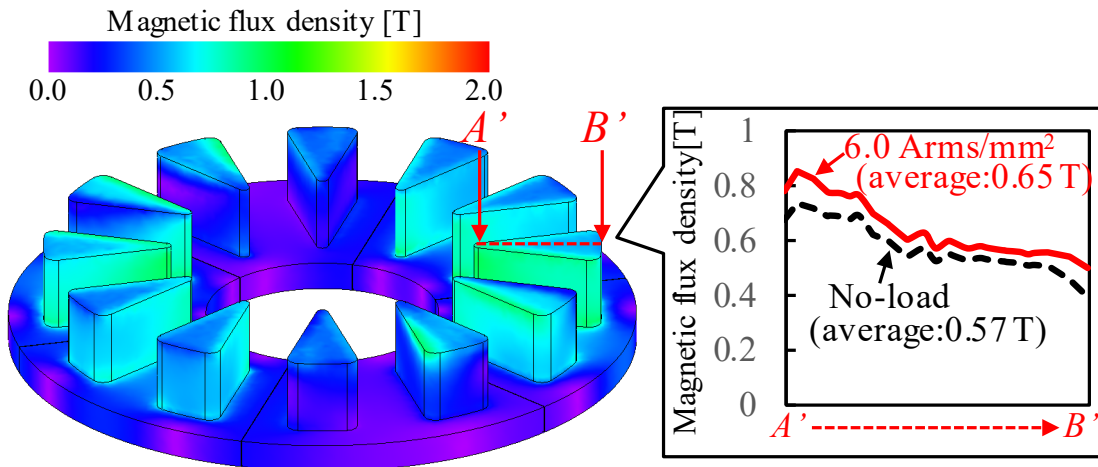 Magnetic flux density [T]
0.0 0.5 1.0 1.5 2.0
A’ B’
Magnetic flux density[T]
1
0.8
0.6
0.4
0.2
0
6.0 Arms/mm²
(average:0.65 T)
No-load
(average:0.57 T)
A’ B’